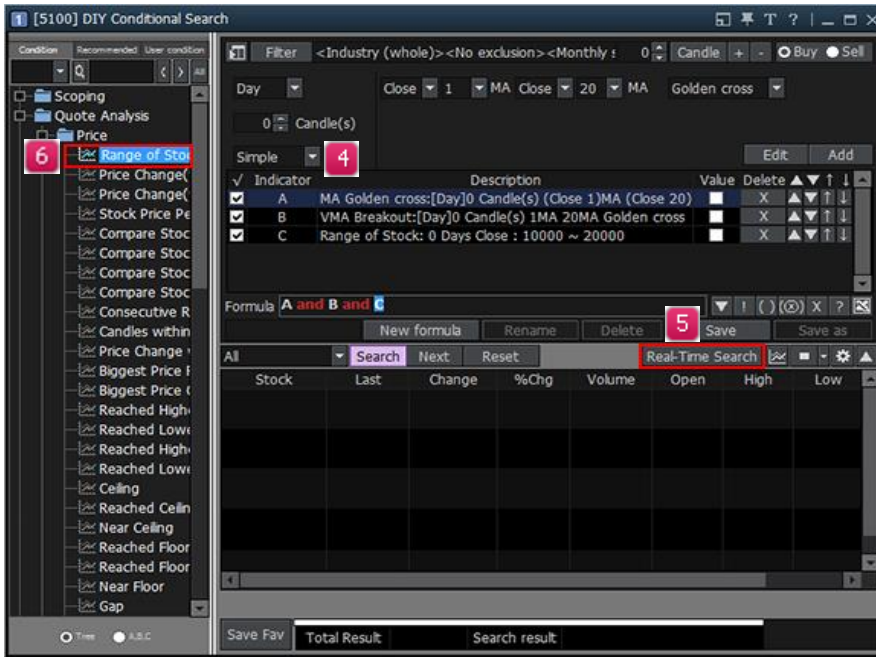 1 [5100] DIY Conditional Search T ?
Condition Recommended User condition
All
Scoping
Quote Analysis
Price
6 Range of Stoc
Price Change(
Price Change(
Stock Price Pe
Compare Stoc
Compare Stoc
Compare Stoc
Compare Stoc
Consecutive R
Candles within
Price Change
Biggest Price
Biggest Price
Reached High
Reached Lowe
Reached High
Reached Lowe
Ceiling
Reached Ceilin
Near Ceiling
Reached Floor
Reached Floor
Near Floor
Gap
Tree A,B,C
Filter <Industry (whole)><No exclusion><Monthly s 0 Candle + - Buy Sell
Day Close 1 MA Close 20 MA Golden cross
0 Candle(s)
Simple 4 Edit Add
√ Indicator Description Value Delete ▲ ▼ ↑ ↓
A MA Golden cross:[Day]0 Candle(s) (Close 1)MA (Close 20) X ▲ ▼ ↑ ↓
B VMA Breakout:[Day]0 Candle(s) 1MA 20MA Golden cross X ▲ ▼ ↑ ↓
C Range of Stock: 0 Days Close : 10000 ~ 20000 X ▲ ▼ ↑ ↓
Formula A and B and C ▼ ! ( ) (ⓧ) X ?
New formula Rename Delete 5 Save Save as
All Search Next Reset Real-Time Search
Stock Last Change %Chg Volume Open High Low
Save Fav Total Result Search result